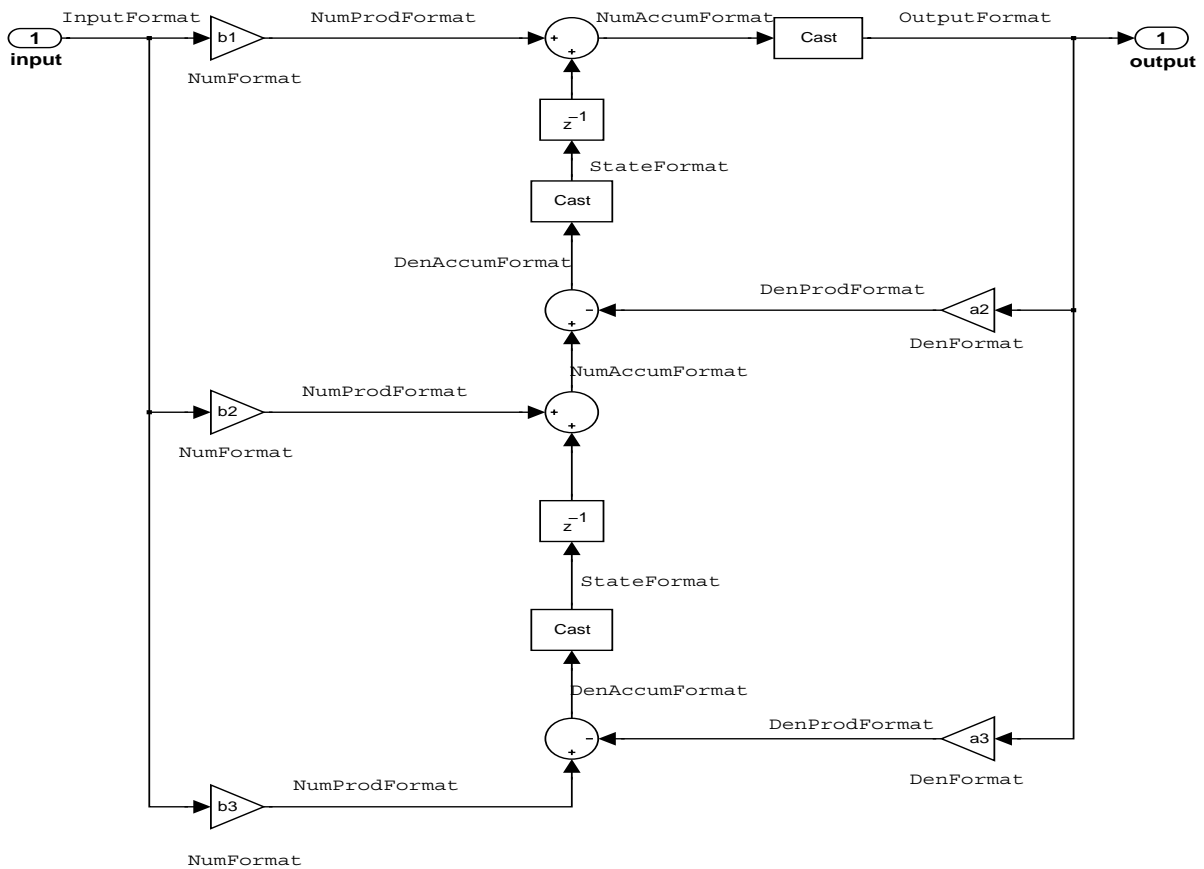 InputFormat
NumProdFormat
NumAccumFormat
OutputFormat
1
b1
+
+
Cast
1
input
output
NumFormat
z−1
StateFormat
Cast
DenAccumFormat
DenProdFormat
−
+
a2
DenFormat
NumAccumFormat
NumProdFormat
b2
+
+
NumFormat
z−1
StateFormat
Cast
DenAccumFormat
DenProdFormat
−
+
a3
DenFormat
NumProdFormat
b3
NumFormat